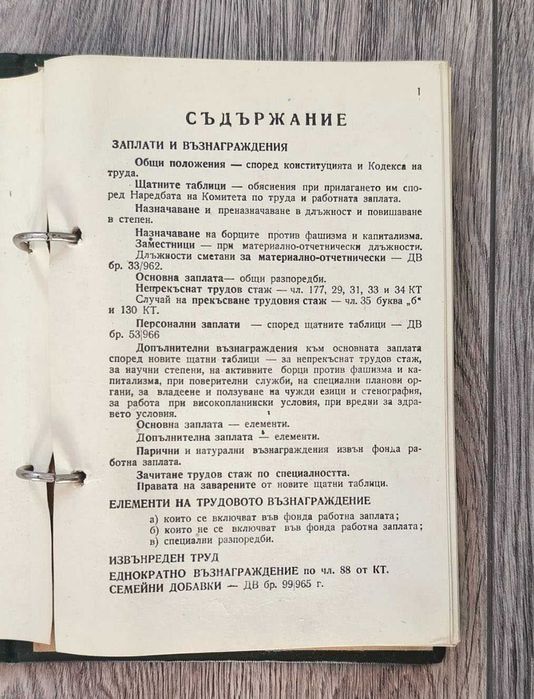 1
СЪДЪРЖАНИЕ
ЗАПЛАТИ И ВЪЗНАГРАЖДЕНИЯ
Общи положения — според конституцията и Кодекса на
труда.
Щатните таблици — обяснения при прилагането им спо-
ред Наредбата на Комитета по труда и работната заплата.
Назначаване и преназначаване в длъжност и повишаване
в степен.
Назначаване на борците против фашизма и капитализма.
Заместници — при материално-отчетнически длъжности.
Длъжности сметани за материално-отчетнически — ДВ
бр. 33/962.
Основна заплата — общи разпоредби.
Непрекъснат трудов стаж — чл. 177, 29, 31, 33 и 34 КТ
Случай на прекъсване трудовия стаж — чл. 35 буква „б“
и 130 КТ.
Персонални заплати — според щатните таблици — ДВ
бр. 53/966
Допълнителни възнаграждения към основната заплата
според новите щатни таблици — за непрекъснат трудов стаж,
за научни степени, на активните борци против фашизма и ка-
питализма, при поверителни служби, на специални планови ор-
гани, за владеене и ползуване на чужди езици и стенография,
за работа при високопланински условия, при вредни за здра-
вето условия.
Основна заплата — елементи.
Допълнителна заплата — елементи.
Парични и натурални възнаграждения извън фонда ра-
ботна заплата.
Зачитане трудов стаж по специалността.
Правата на заварените от новите щатни таблици.
ЕЛЕМЕНТИ НА ТРУДОВОТО ВЪЗНАГРАЖДЕНИЕ
а) които се включват във фонда работна заплата;
б) които не се включват във фонда работна заплата;
в) специални разпоредби.
ИЗВЪНРЕДЕН ТРУД
ЕДНОКРАТНО ВЪЗНАГРАЖДЕНИЕ по чл. 88 от КТ.
СЕМЕЙНИ ДОБАВКИ — ДВ бр. 99/965 г.